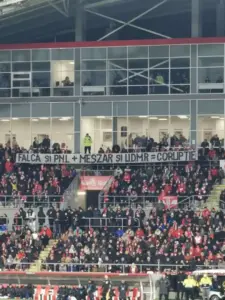 FALCĂ SI PNL + MESZAR SI UDMR = CORUPTIE